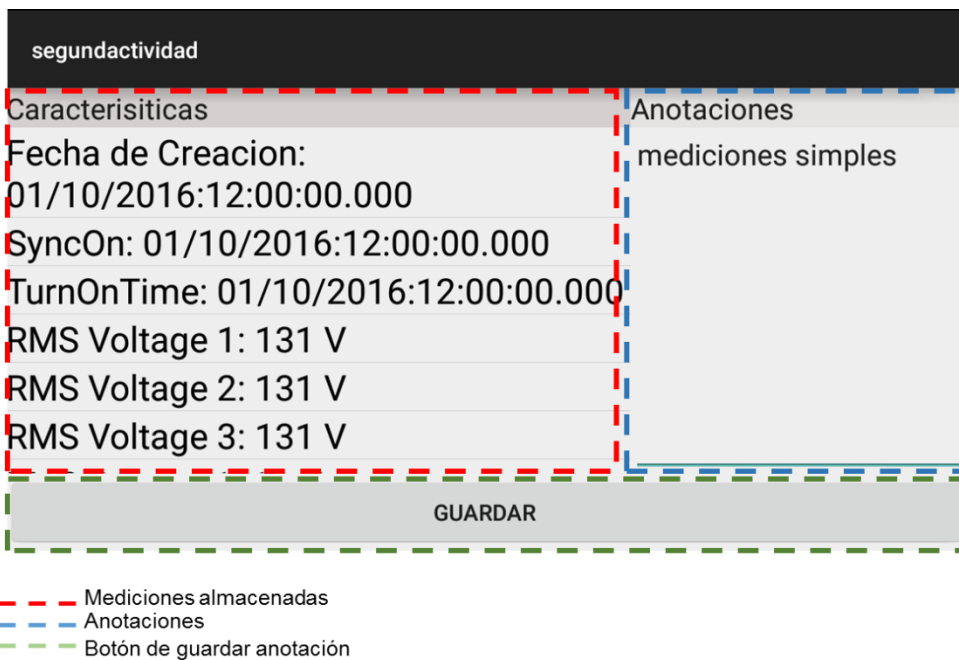 segundactividad
Caracterisiticas
Fecha de Creacion:
01/10/2016:12:00:00.000
SyncOn: 01/10/2016:12:00:00.000
TurnOnTime: 01/10/2016:12:00:00.000
RMS Voltage 1: 131 V
RMS Voltage 2: 131 V
RMS Voltage 3: 131 V
Anotaciones
mediciones simples
GUARDAR
Mediciones almacenadas
Anotaciones
Botón de guardar anotación